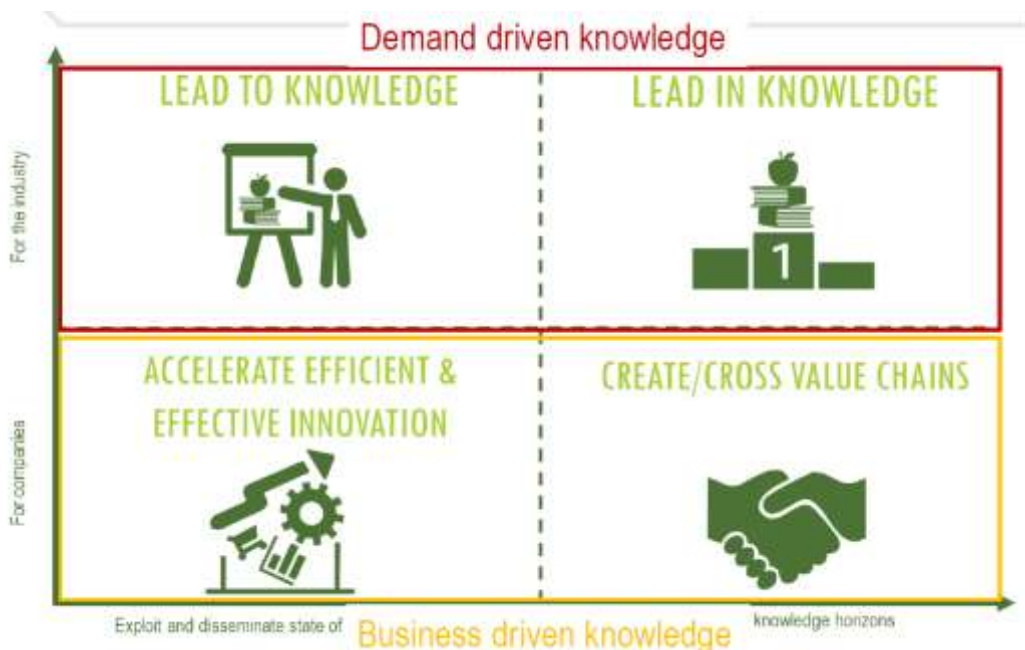 Demand driven knowledge
LEAD TO KNOWLEDGE
LEAD IN KNOWLEDGE
For the industry
1
ACCELERATE EFFICIENT &
EFFECTIVE INNOVATION
CREATE/CROSS VALUE CHAINS
For companies
Exploit and disseminate state of
Business driven knowledge
knowledge horizons